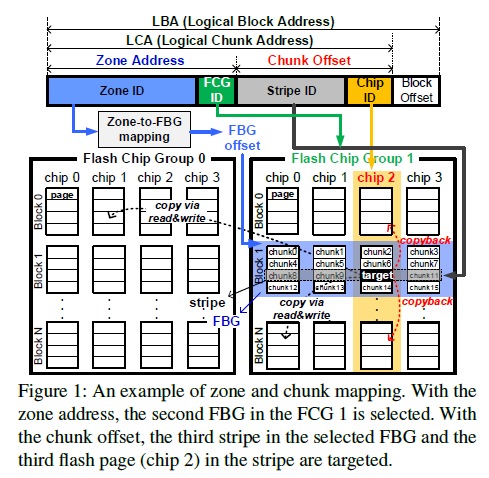 LBA (Logical Block Address)
LCA (Logical Chunk Address)
Zone Address Chunk Offset
Zone ID FCG ID Stripe ID Chip ID Block Offset
Zone-to-FBG mapping
FBG offset
Flash Chip Group 0 Flash Chip Group 1
chip 0 chip 1 chip 2 chip 3 chip 0 chip 1 chip 2 chip 3
Block 0 page Block 0 page
copy via read&write
copyback
Block 1 Block 1 chunk0 chunk1 chunk2 chunk3
chunk4 chunk5 chunk6 chunk7
chunk8 chunk9 target chunk11
chunk12 chunk13 chunk14 chunk15
stripe
FBG
copy via read&write
copyback
Block N Block N
Figure 1: An example of zone and chunk mapping. With the
zone address, the second FBG in the FCG 1 is selected. With
the chunk offset, the third stripe in the selected FBG and the
third flash page (chip 2) in the stripe are targeted.